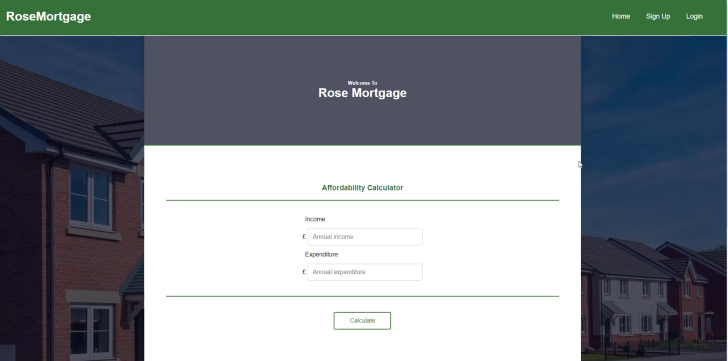 RoseMortgage
Home Sign Up Login
Welcome To
Rose Mortgage
Affordability Calculator
Income
£ Annual income
Expenditure
£ Annual expenditure
Calculate